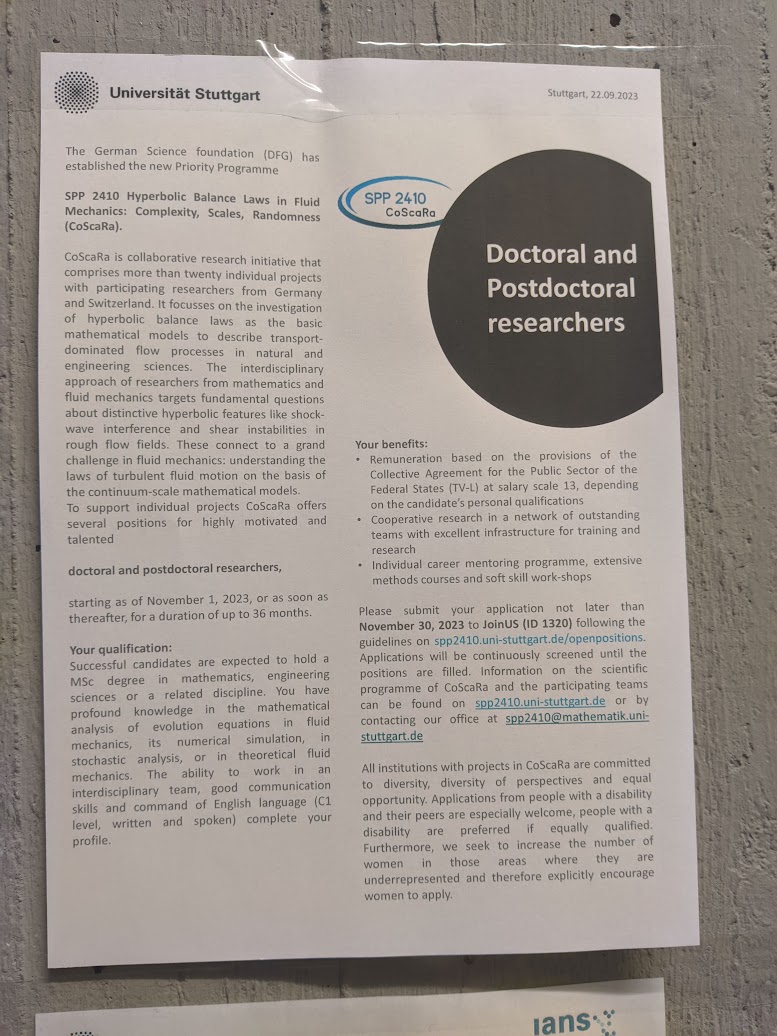 Universität Stuttgart
Stuttgart, 22.09.2023
The German Science foundation (DFG) has
established the new Priority Programme
SPP 2410 Hyperbolic Balance Laws in Fluid
Mechanics: Complexity, Scales, Randomness
(CoScaRa).
CoScaRa is collaborative research initiative that
comprises more than twenty individual projects
with participating researchers from Germany
and Switzerland. It focusses on the investigation
of hyperbolic balance laws as the basic
mathematical models to describe transport-
dominated flow processes in natural and
engineering sciences. The interdisciplinary
approach of researchers from mathematics and
fluid mechanics targets fundamental questions
about distinctive hyperbolic features like shock-
wave interference and shear instabilities in
rough flow fields. These connect to a grand
challenge in fluid mechanics: understanding the
laws of turbulent fluid motion on the basis of
the continuum-scale mathematical models.
To support individual projects CoScaRa offers
several positions for highly motivated and
talented
doctoral and postdoctoral researchers,
starting as of November 1, 2023, or as soon as
thereafter, for a duration of up to 36 months.
Your qualification:
Successful candidates are expected to hold a
MSc degree in mathematics, engineering
sciences or a related discipline. You have
profound knowledge in the mathematical
analysis of evolution equations in fluid
mechanics, its numerical simulation, in
stochastic analysis, or in theoretical fluid
mechanics. The ability to work in an
interdisciplinary team, good communication
skills and command of English language (C1
level, written and spoken) complete your
profile.
SPP 2410
CoScaRa
Doctoral and
Postdoctoral
researchers
Your benefits:
• Remuneration based on the provisions of the
Collective Agreement for the Public Sector of the
Federal States (TV-L) at salary scale 13, depending
on the candidate's personal qualifications
• Cooperative research in a network of outstanding
teams with excellent infrastructure for training and
research
• Individual career mentoring programme, extensive
methods courses and soft skill work-shops
Please submit your application not later than
November 30, 2023 to JoinUS (ID 1320) following the
guidelines on spp2410.uni-stuttgart.de/openpositions.
Applications will be continuously screened until the
positions are filled. Information on the scientific
programme of CoScaRa and the participating teams
can be found on spp2410.uni-stuttgart.de or by
contacting our office at spp2410@mathematik.uni-
stuttgart.de
All institutions with projects in CoScaRa are committed
to diversity, diversity of perspectives and equal
opportunity. Applications from people with a disability
and their peers are especially welcome, people with a
disability are preferred if equally qualified.
Furthermore, we seek to increase the number of
women in those areas where they are
underrepresented and therefore explicitly encourage
women to apply.
ians